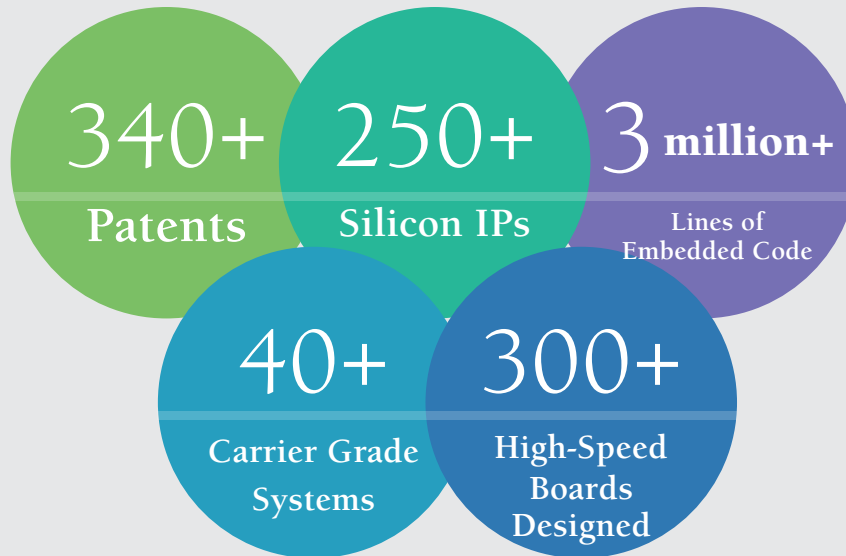 340+
Patents
250+
Silicon IPs
3 million+
Lines of
Embedded Code
40+
Carrier Grade
Systems
300+
High-Speed
Boards
Designed